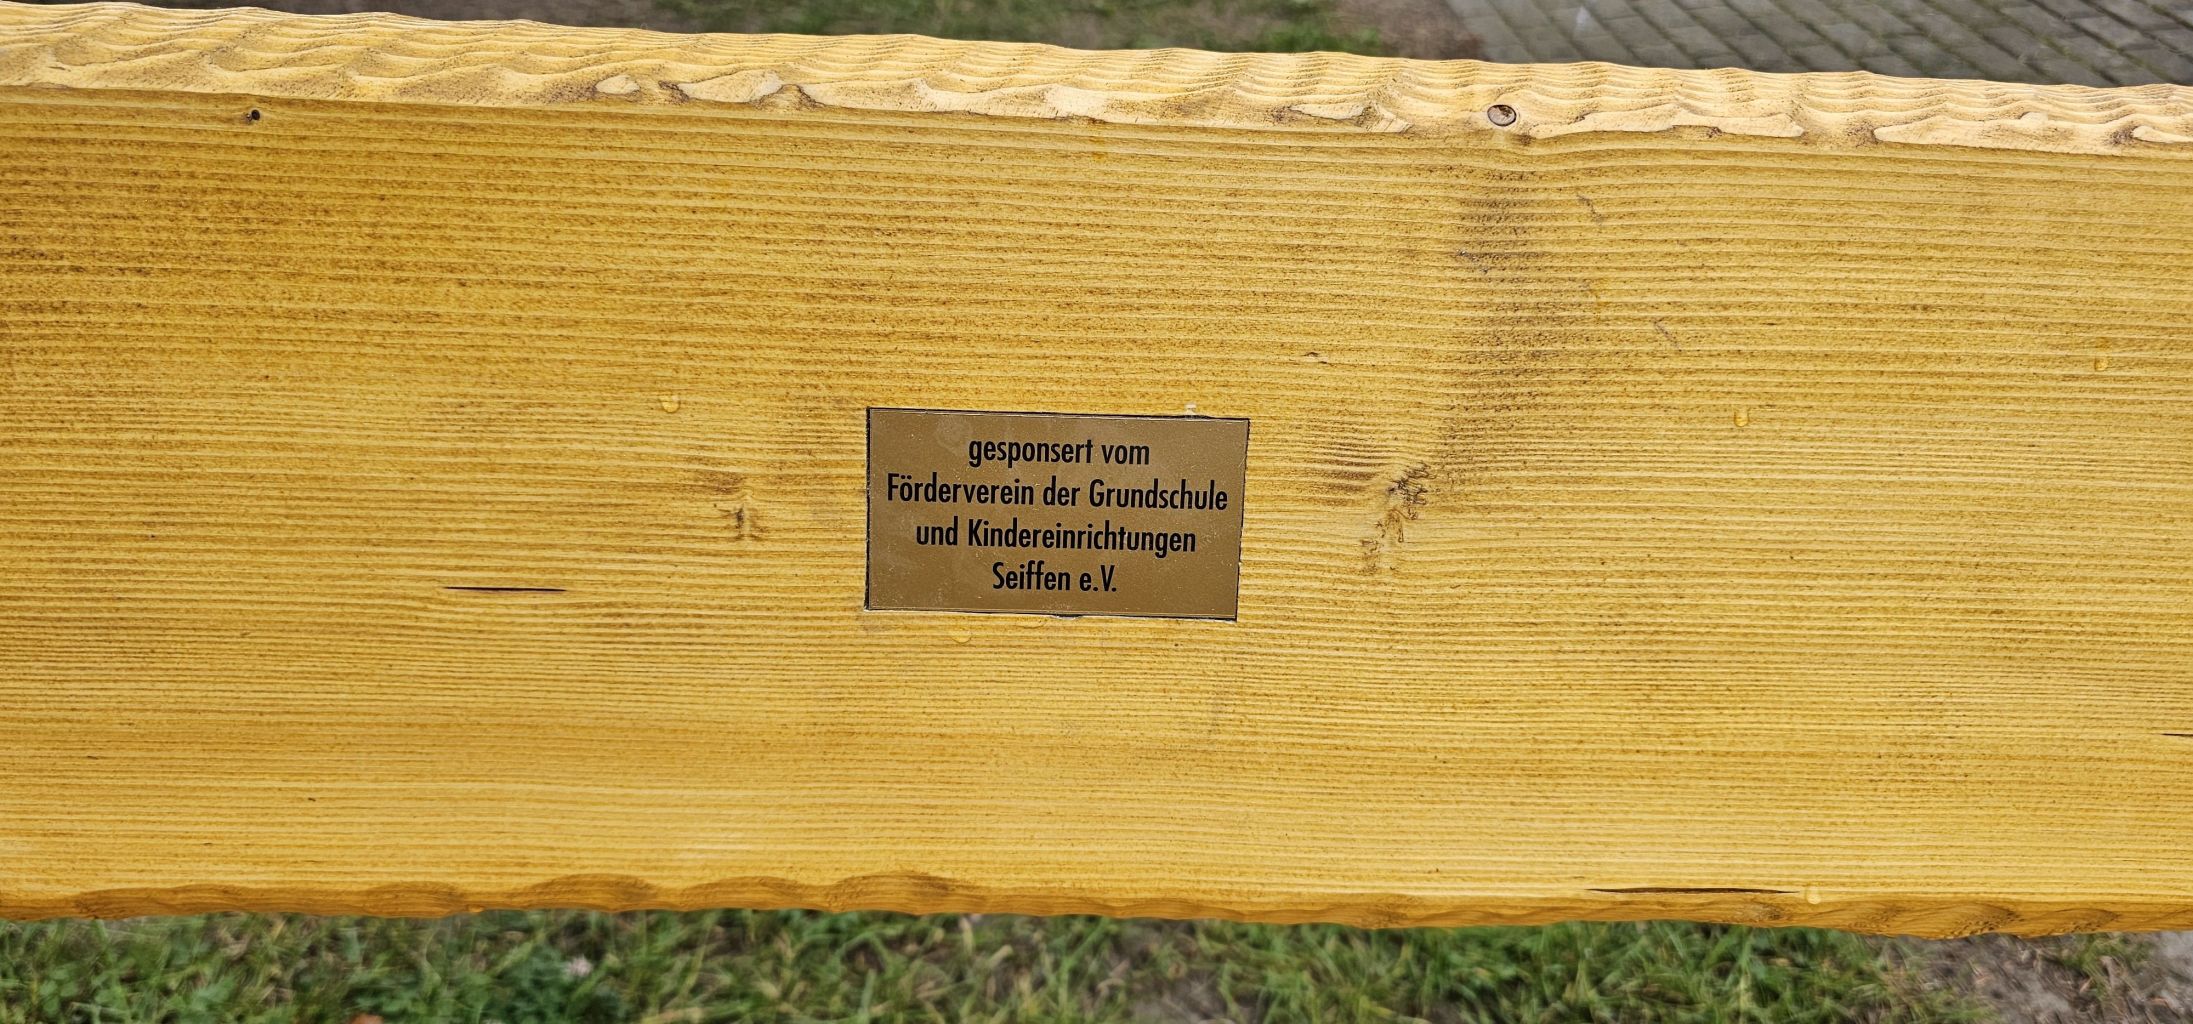 gesponsert vom
Förderverein der Grundschule
und Kindereinrichtungen
Seiffen e.V.